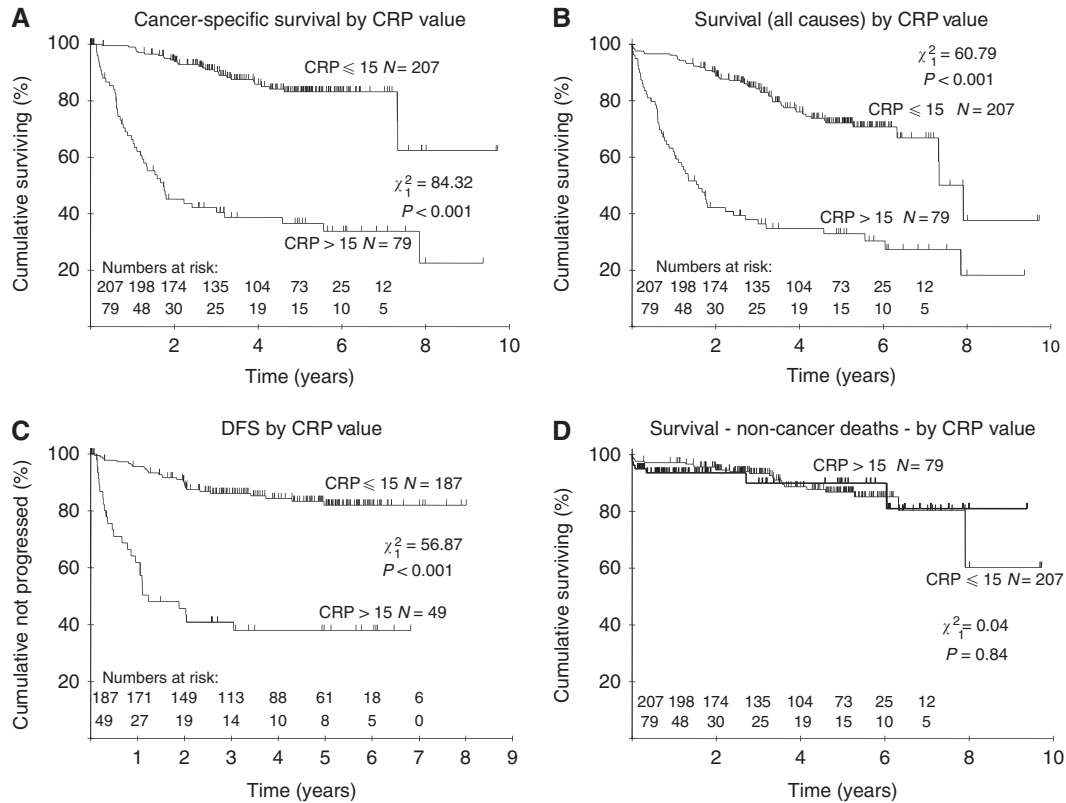 A
Cancer-specific survival by CRP value
Cumulative surviving (%)
100
80
60
40
20
CRP ⩽ 15 N = 207
χ²₁ = 84.32
P < 0.001
CRP > 15 N = 79
Numbers at risk:
207 198 174 135 104 73 25 12
79 48 30 25 19 15 10 5
2 4 6 8 10
Time (years)
B
Survival (all causes) by CRP value
Cumulative surviving (%)
100
80
60
40
20
χ²₁ = 60.79
P < 0.001
CRP ⩽ 15 N = 207
CRP > 15 N = 79
Numbers at risk:
207 198 174 135 104 73 25 12
79 48 30 25 19 15 10 5
2 4 6 8 10
Time (years)
C
DFS by CRP value
Cumulative not progressed (%)
100
80
60
40
20
CRP ⩽ 15 N = 187
χ²₁ = 56.87
P < 0.001
CRP > 15 N = 49
Numbers at risk:
187 171 149 113 88 61 18 6
49 27 19 14 10 8 5 0
1 2 3 4 5 6 7 8 9
Time (years)
D
Survival - non-cancer deaths - by CRP value
Cumulative surviving (%)
100
80
60
40
20
CRP > 15 N = 79
CRP ⩽ 15 N = 207
χ²₁ = 0.04
P = 0.84
207 198 174 135 104 73 25 12
79 48 30 25 19 15 10 5
2 4 6 8 10
Time (years)